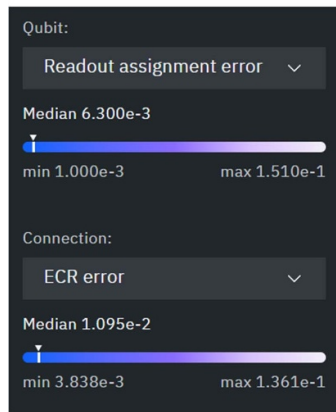 Qubit:
Readout assignment error
Median 6.300e-3
min 1.000e-3 max 1.510e-1
Connection:
ECR error
Median 1.095e-2
min 3.838e-3 max 1.361e-1